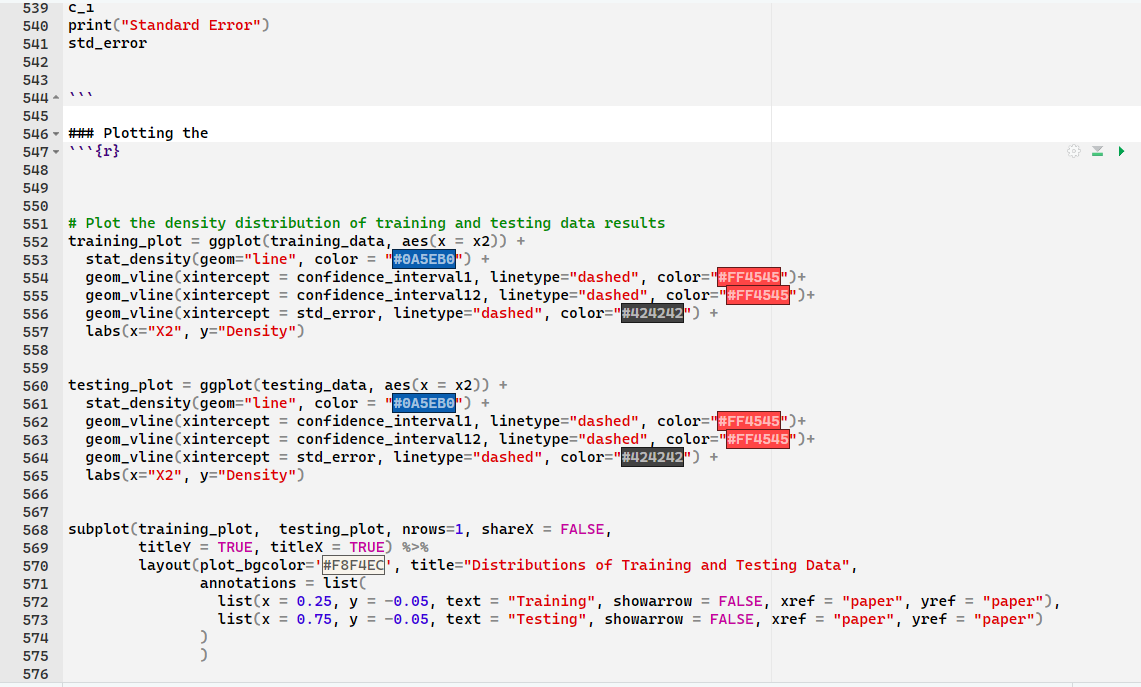 539 c_i
540 print("Standard Error")
541 std_error
542
543
544 ```
545
546 ### Plotting the
547 ```{r}
548
549
550
551 # Plot the density distribution of training and testing data results
552 training_plot = ggplot(training_data, aes(x = x2)) +
553   stat_density(geom="line", color = "#0A5EB0") +
554   geom_vline(xintercept = confidence_interval1, linetype="dashed", color="#FF4545")+
555   geom_vline(xintercept = confidence_interval12, linetype="dashed", color="#FF4545")+
556   geom_vline(xintercept = std_error, linetype="dashed", color="#424242") +
557   labs(x="X2", y="Density")
558
559
560 testing_plot = ggplot(testing_data, aes(x = x2)) +
561   stat_density(geom="line", color = "#0A5EB0") +
562   geom_vline(xintercept = confidence_interval1, linetype="dashed", color="#FF4545")+
563   geom_vline(xintercept = confidence_interval12, linetype="dashed", color="#FF4545")+
564   geom_vline(xintercept = std_error, linetype="dashed", color="#424242") +
565   labs(x="X2", y="Density")
566
567
568 subplot(training_plot,  testing_plot, nrows=1, shareX = FALSE,
569         titleY = TRUE, titleX = TRUE) %>%
570         layout(plot_bgcolor='#F8F4EC', title="Distributions of Training and Testing Data",
571                annotations = list(
572                  list(x = 0.25, y = -0.05, text = "Training", showarrow = FALSE, xref = "paper", yref = "paper"),
573                  list(x = 0.75, y = -0.05, text = "Testing", showarrow = FALSE, xref = "paper", yref = "paper")
574                )
575                )
576